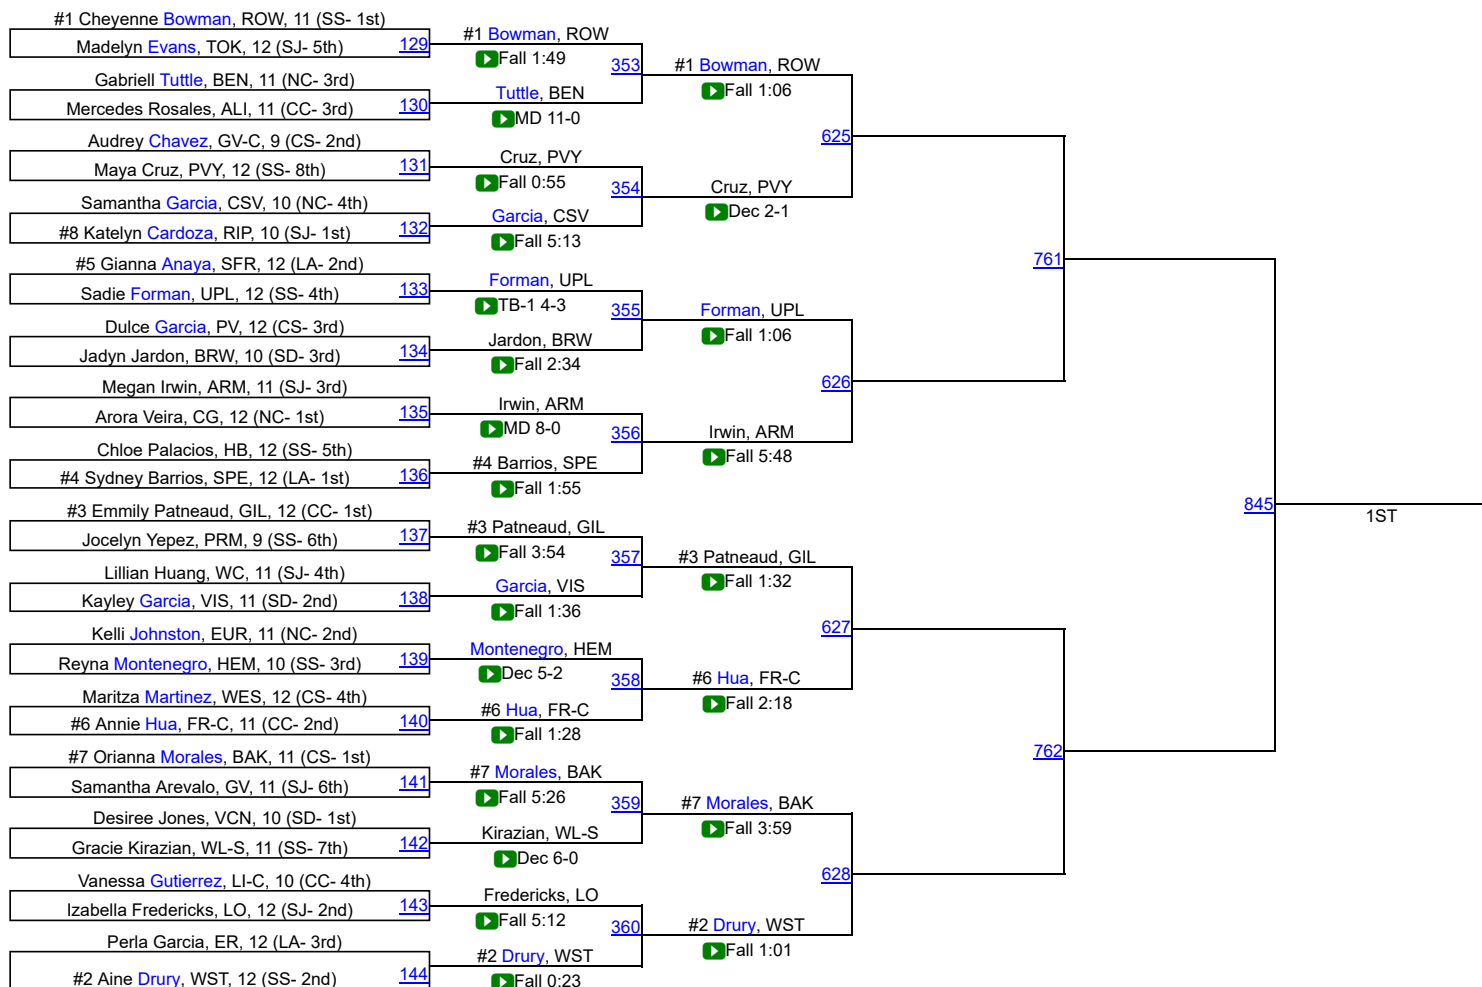 #1 Cheyenne Bowman, ROW, 11 (SS- 1st)
Madelyn Evans, TOK, 12 (SJ- 5th)
129
Gabriell Tuttle, BEN, 11 (NC- 3rd)
Mercedes Rosales, ALI, 11 (CC- 3rd)
130
Audrey Chavez, GV-C, 9 (CS- 2nd)
Maya Cruz, PVY, 12 (SS- 8th)
131
Samantha Garcia, CSV, 10 (NC- 4th)
#8 Katelyn Cardoza, RIP, 10 (SJ- 1st)
132
#5 Gianna Anaya, SFR, 12 (LA- 2nd)
Sadie Forman, UPL, 12 (SS- 4th)
133
Dulce Garcia, PV, 12 (CS- 3rd)
Jadyn Jardon, BRW, 10 (SD- 3rd)
134
Megan Irwin, ARM, 11 (SJ- 3rd)
Arora Veira, CG, 12 (NC- 1st)
135
Chloe Palacios, HB, 12 (SS- 5th)
#4 Sydney Barrios, SPE, 12 (LA- 1st)
136
#3 Emmily Patneaud, GIL, 12 (CC- 1st)
Jocelyn Yepez, PRM, 9 (SS- 6th)
137
Lillian Huang, WC, 11 (SJ- 4th)
Kayley Garcia, VIS, 11 (SD- 2nd)
138
Kelli Johnston, EUR, 11 (NC- 2nd)
Reyna Montenegro, HEM, 10 (SS- 3rd)
139
Maritza Martinez, WES, 12 (CS- 4th)
#6 Annie Hua, FR-C, 11 (CC- 2nd)
140
#7 Orianna Morales, BAK, 11 (CS- 1st)
Samantha Arevalo, GV, 11 (SJ- 6th)
141
Desiree Jones, VCN, 10 (SD- 1st)
Gracie Kirazian, WL-S, 11 (SS- 7th)
142
Vanessa Gutierrez, LI-C, 10 (CC- 4th)
Izabella Fredericks, LO, 12 (SJ- 2nd)
143
Perla Garcia, ER, 12 (LA- 3rd)
#2 Aine Drury, WST, 12 (SS- 2nd)
144
#1 Bowman, ROW
Fall 1:49
353
Tuttle, BEN
MD 11-0
Cruz, PVY
Fall 0:55
354
Garcia, CSV
Fall 5:13
Forman, UPL
TB-1 4-3
355
Jardon, BRW
Fall 2:34
Irwin, ARM
MD 8-0
356
#4 Barrios, SPE
Fall 1:55
#3 Patneaud, GIL
Fall 3:54
357
Garcia, VIS
Fall 1:36
Montenegro, HEM
Dec 5-2
358
#6 Hua, FR-C
Fall 1:28
#7 Morales, BAK
Fall 5:26
359
Kirazian, WL-S
Dec 6-0
Fredericks, LO
Fall 5:12
360
#2 Drury, WST
Fall 0:23
#1 Bowman, ROW
Fall 1:06
625
Cruz, PVY
Dec 2-1
Forman, UPL
Fall 1:06
626
Irwin, ARM
Fall 5:48
#3 Patneaud, GIL
Fall 1:32
627
#6 Hua, FR-C
Fall 2:18
#7 Morales, BAK
Fall 3:59
628
#2 Drury, WST
Fall 1:01
761
762
845
1ST